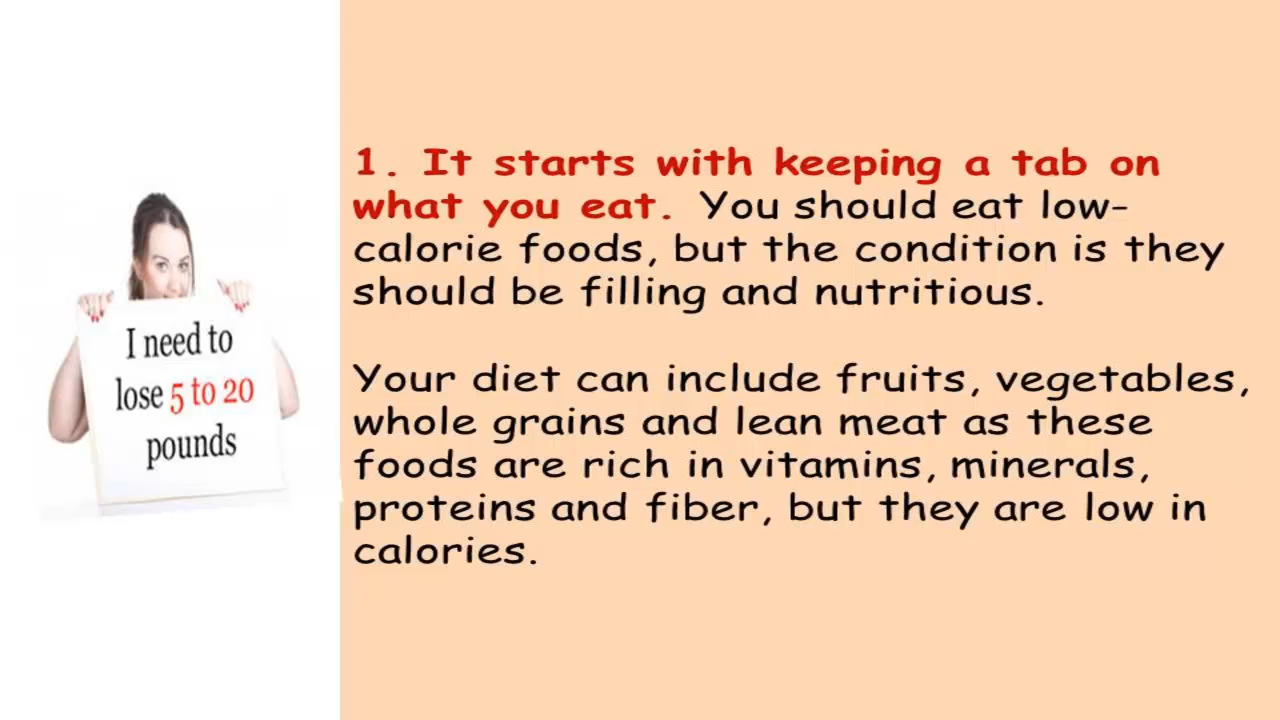 I need to
lose 5 to 20
pounds
1. It starts with keeping a tab on
what you eat. You should eat low-
calorie foods, but the condition is they
should be filling and nutritious.
Your diet can include fruits, vegetables,
whole grains and lean meat as these
foods are rich in vitamins, minerals,
proteins and fiber, but they are low in
calories.